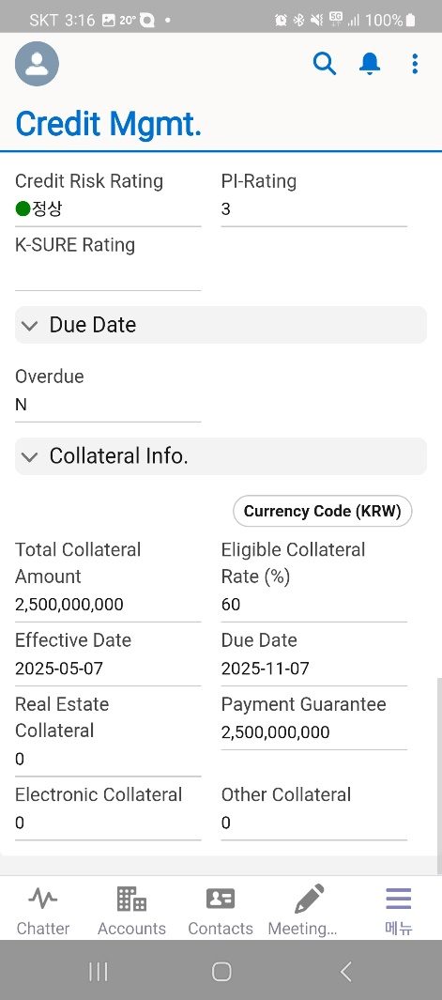 SKT 3:16 20° 5G 100%
Credit Mgmt.
Credit Risk Rating PI-Rating
정상 3
K-SURE Rating
Due Date
Overdue
N
Collateral Info.
Currency Code (KRW)
Total Collateral Eligible Collateral
Amount Rate (%)
2,500,000,000 60
Effective Date Due Date
2025-05-07 2025-11-07
Real Estate Payment Guarantee
Collateral 2,500,000,000
0
Electronic Collateral Other Collateral
0 0
Chatter Accounts Contacts Meeting... 메뉴